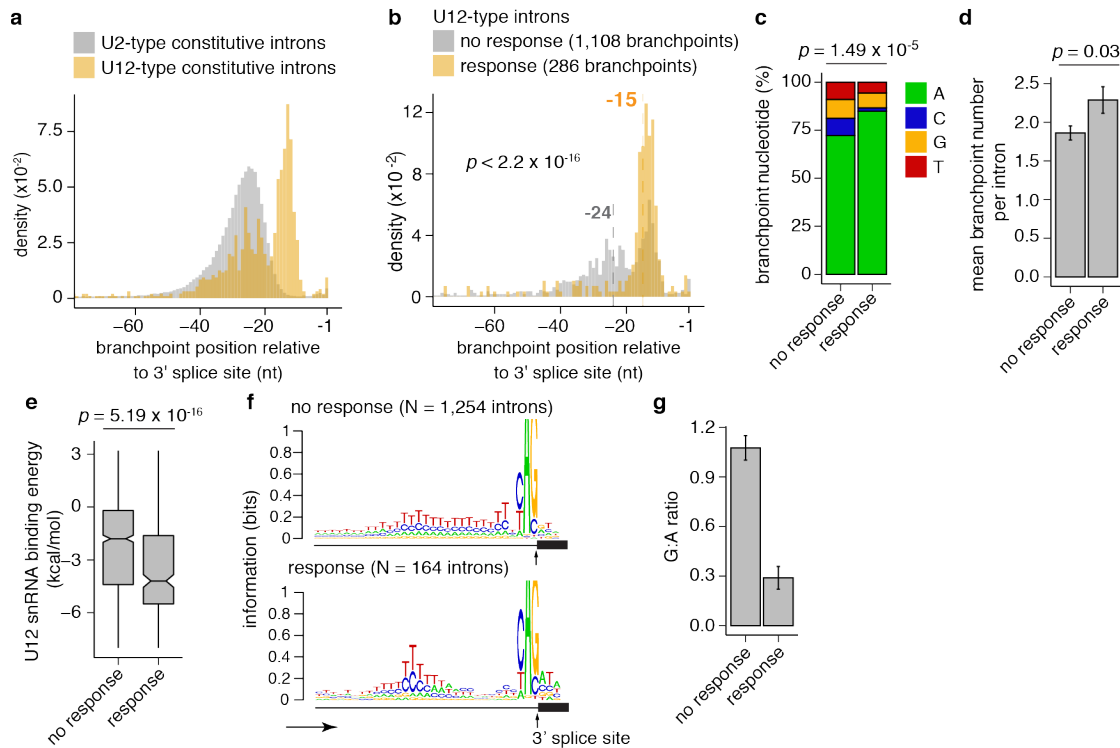 a
U2-type constitutive introns
U12-type constitutive introns
density (x10-2)
7.5
5.0
2.5
0
−60
−40
−20
-1
branchpoint position relative
to 3' splice site (nt)
b
U12-type introns
no response (1,108 branchpoints)
response (286 branchpoints)
-15
p < 2.2 x 10-16
-24
density (x10-2)
12
8
4
0
−60
−40
−20
-1
branchpoint position relative
to 3' splice site (nt)
c
p = 1.49 x 10-5
branchpoint nucleotide (%)
100
75
50
25
0
no response
response
A
C
G
T
d
p = 0.03
mean branchpoint number
per intron
2.5
2.0
1.5
1.0
0.5
0.0
no response
response
e
p = 5.19 x 10-16
U12 snRNA binding energy
(kcal/mol)
3
0
−3
−6
no response
response
f
no response (N = 1,254 introns)
information (bits)
1
0.8
0.6
0.4
0.2
0
response (N = 164 introns)
1
0.8
0.6
0.4
0.2
0
3' splice site
g
G:A ratio
1.2
0.9
0.6
0.3
0.0
no response
response